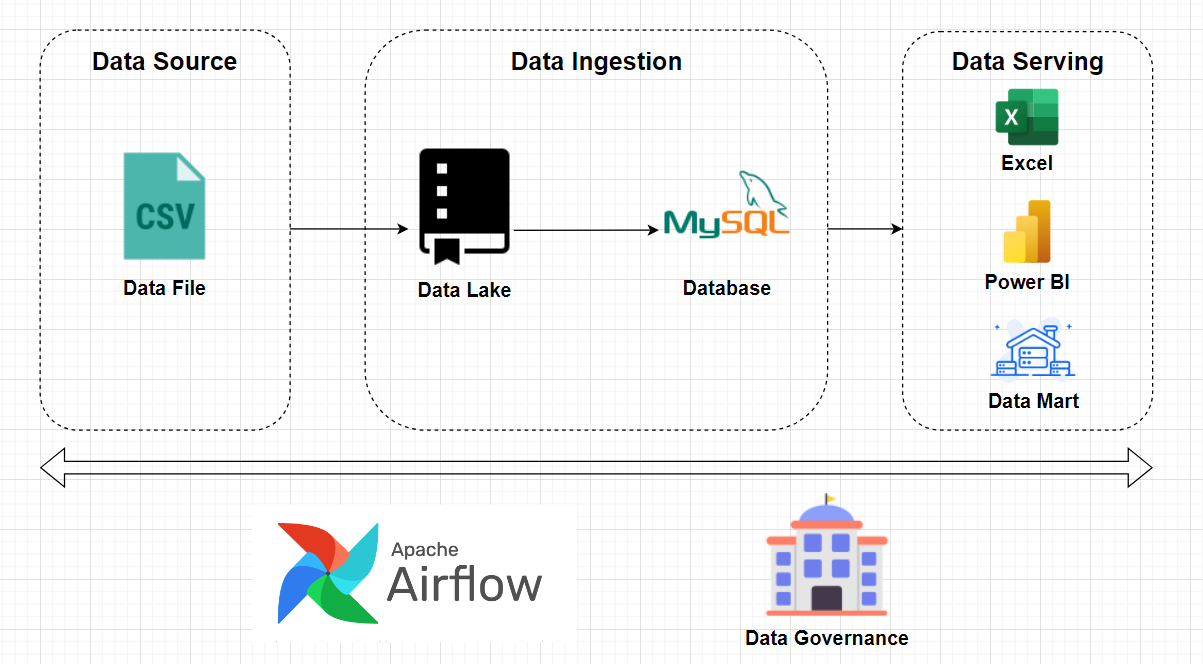 Data Source
CSV
Data File
Data Ingestion
Data Lake
MySQL
Database
Data Serving
X
Excel
Power BI
Data Mart
Apache
Airflow
Data Governance